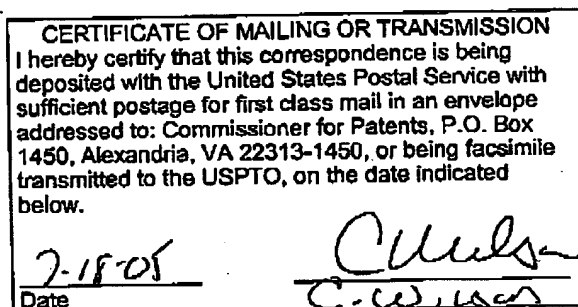 CERTIFICATE OF MAILING OR TRANSMISSION
I hereby certify that this correspondence is being
deposited with the United States Postal Service with
sufficient postage for first class mail in an envelope
addressed to: Commissioner for Patents, P.O. Box
1450, Alexandria, VA 22313-1450, or being facsimile
transmitted to the USPTO, on the date indicated
below.
7-18-05
Date
C. Wilson